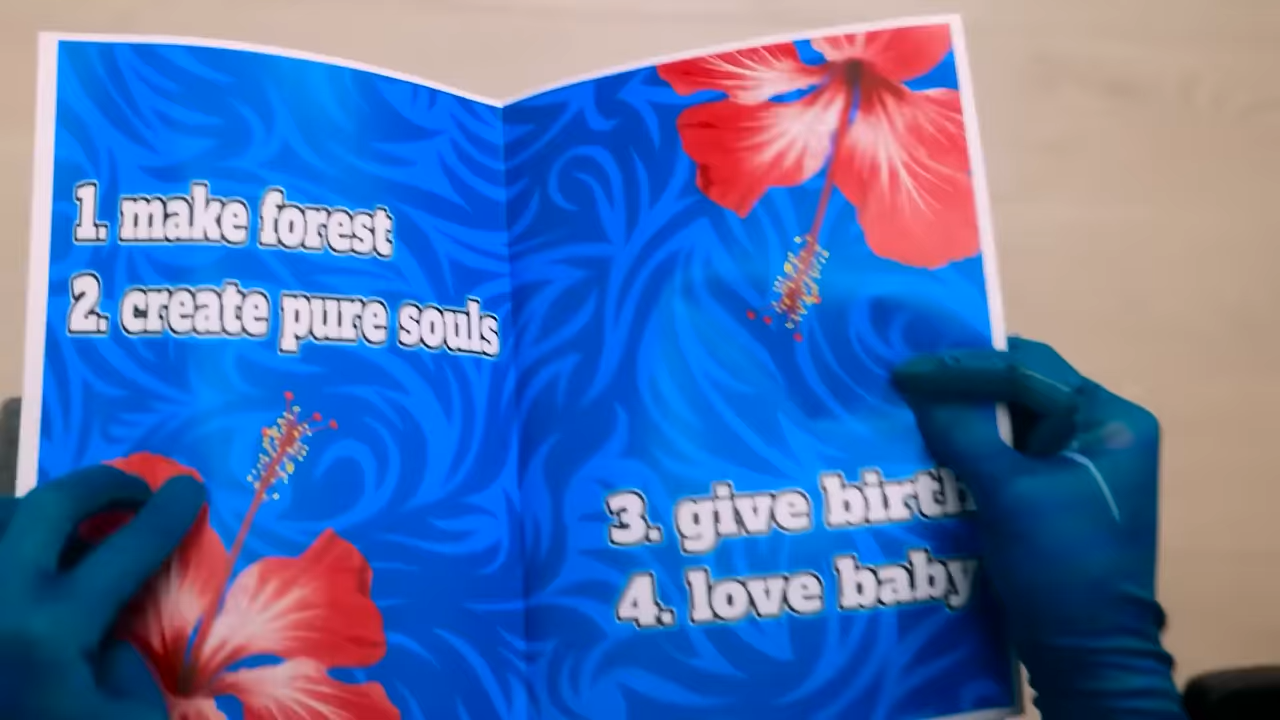 1. make forest
2. create pure souls
3. give birth
4. love baby